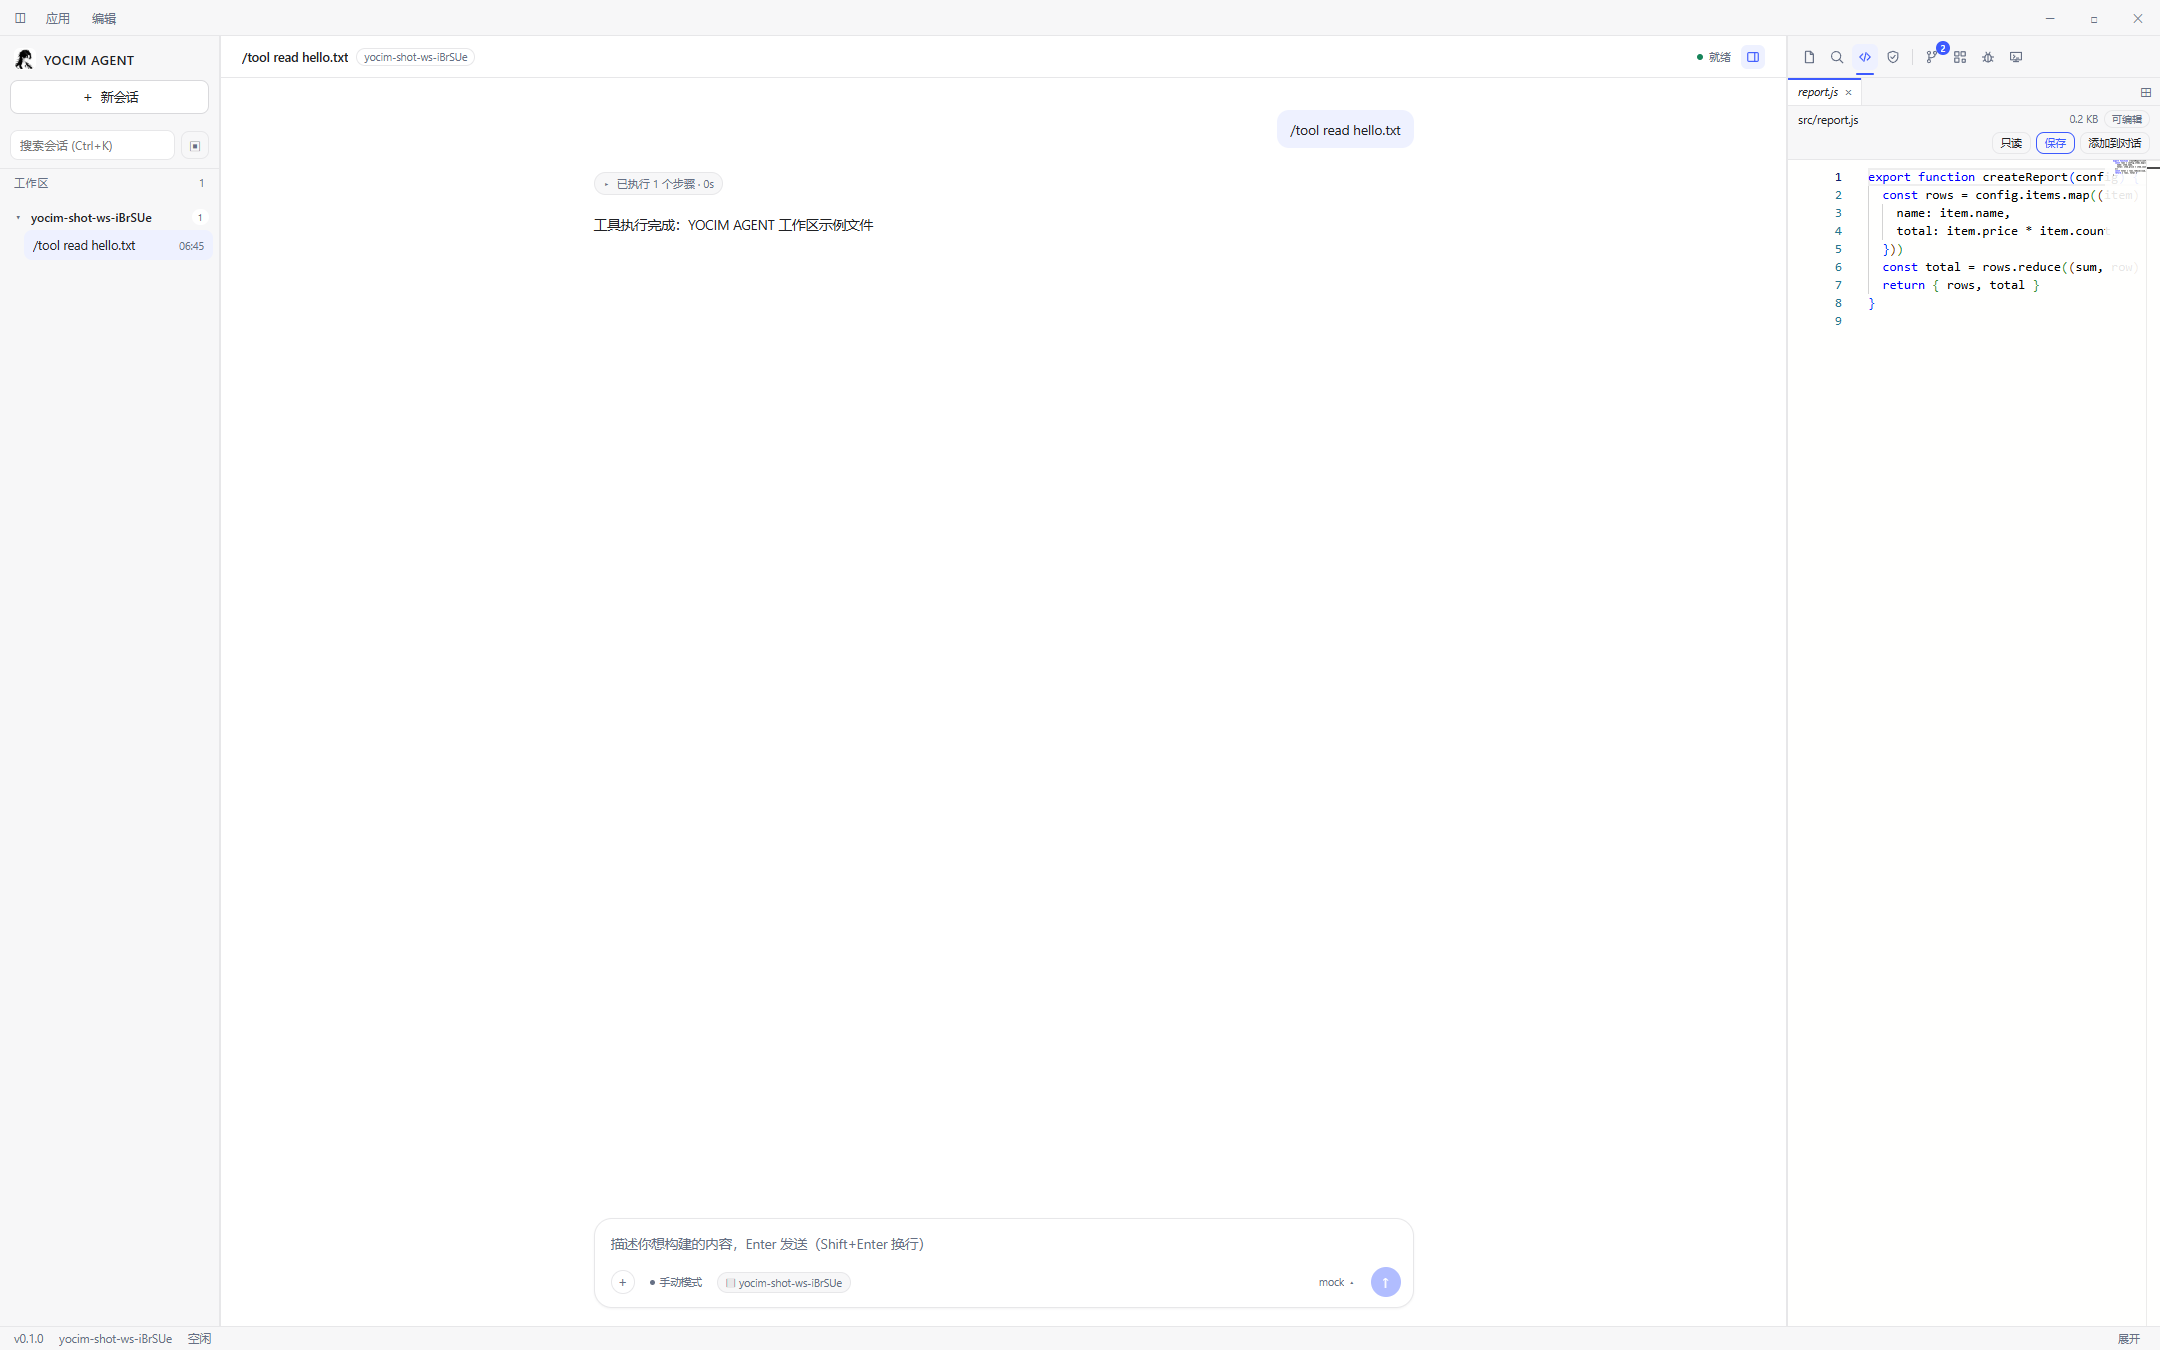 应用 编辑
YOCIM AGENT
+ 新会话
搜索会话 (Ctrl+K)
工作区 1
yocim-shot-ws-iBrSUe 1
/tool read hello.txt 06:45
/tool read hello.txt yocim-shot-ws-iBrSUe
就绪
/tool read hello.txt
已执行 1 个步骤 · 0s
工具执行完成：YOCIM AGENT 工作区示例文件
描述你想构建的内容，Enter 发送（Shift+Enter 换行）
+ 手动模式 yocim-shot-ws-iBrSUe mock
2
report.js ×
src/report.js 0.2 KB 可编辑
只读 保存 添加到对话
1 export function createReport(config) {
2 const rows = config.items.map((item)
3 name: item.name,
4 total: item.price * item.count
5 }))
6 const total = rows.reduce((sum, row)
7 return { rows, total }
8 }
9
v0.1.0 yocim-shot-ws-iBrSUe 空闲
展开